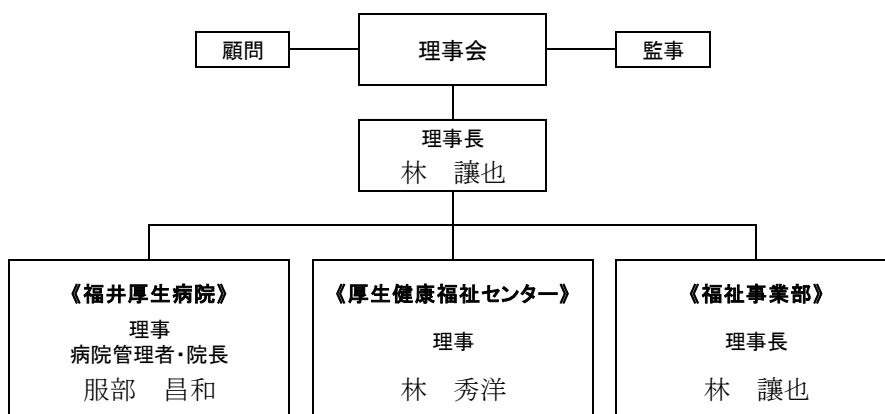 顧問
理事会
監事
理事長
林　譲也
《福井厚生病院》
理事
病院管理者・院長
服部　昌和
《厚生健康福祉センター》
理事
林　秀洋
《福祉事業部》
理事長
林　讓也